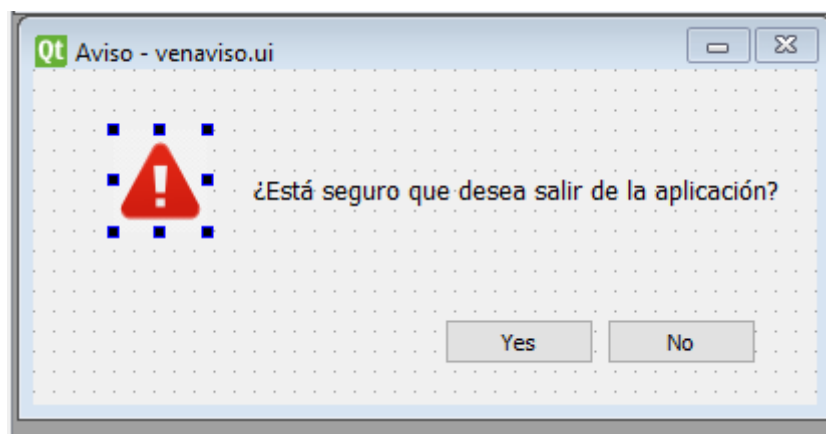 Qt Aviso - venaviso.ui
¿Está seguro que desea salir de la aplicación?
Yes No